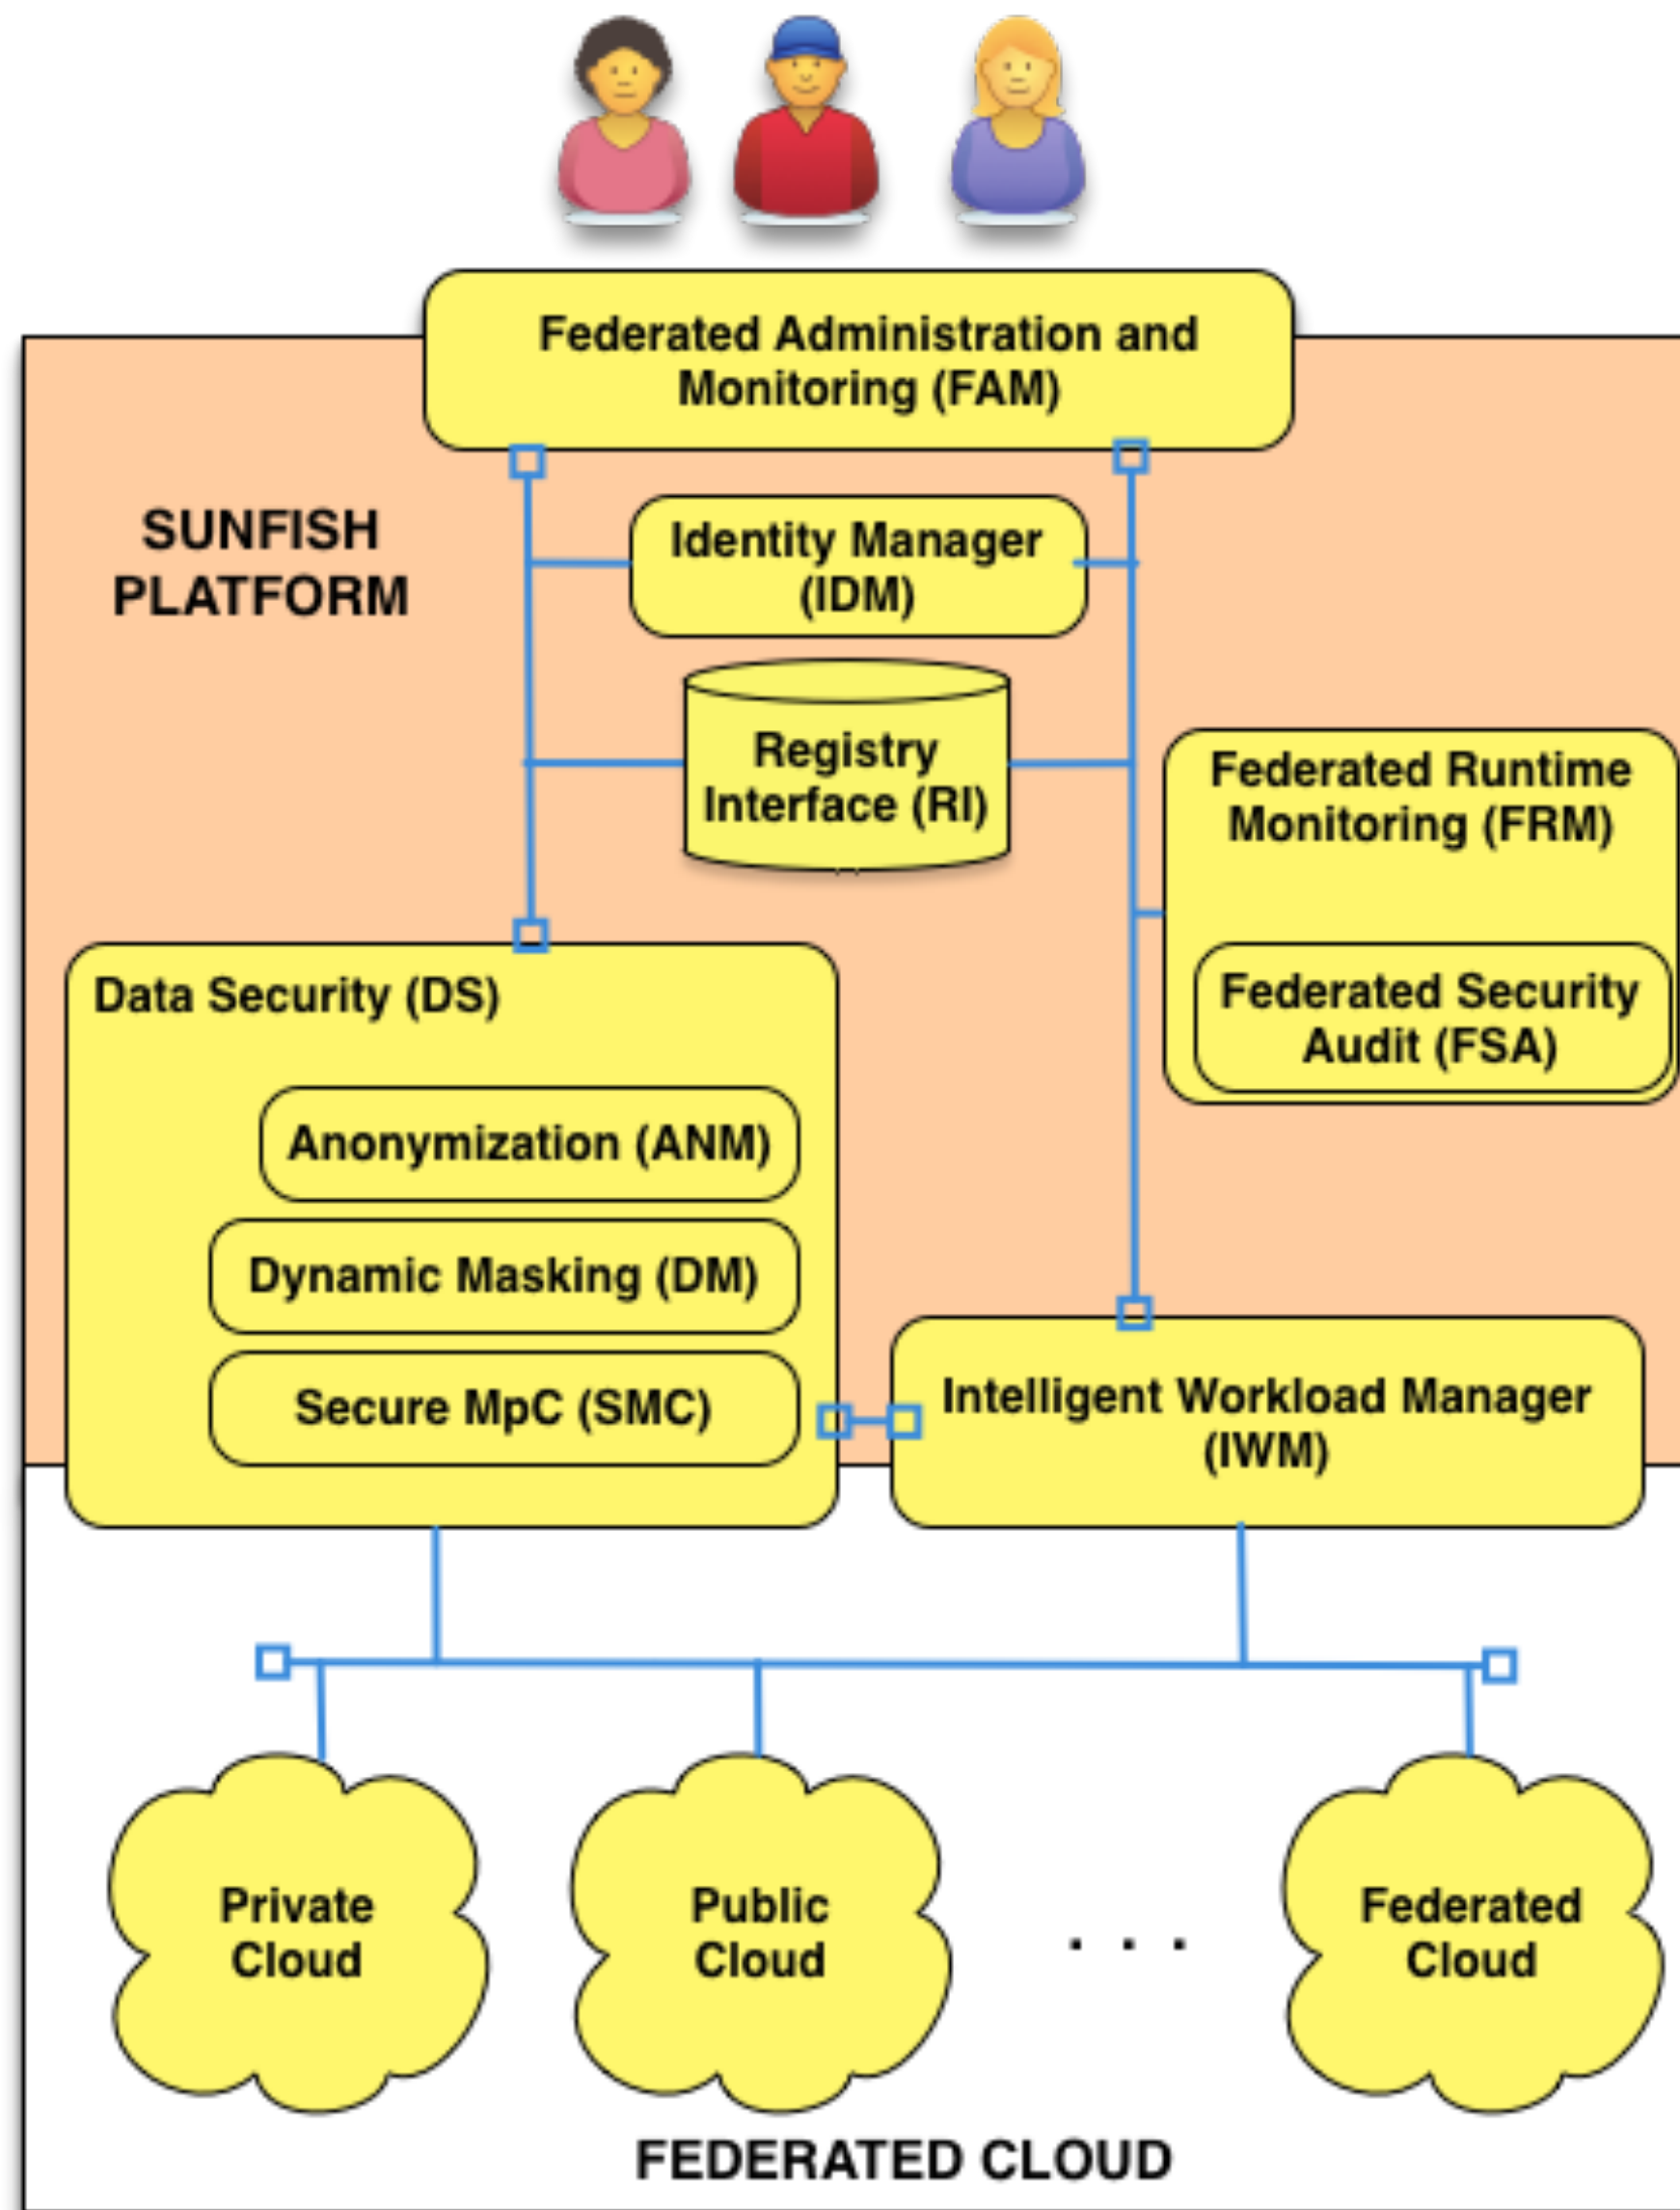 Federated Administration and
Monitoring (FAM)
SUNFISH
PLATFORM
Identity Manager
(IDM)
Registry
Interface (RI)
Federated Runtime
Monitoring (FRM)
Federated Security
Audit (FSA)
Data Security (DS)
Anonymization (ANM)
Dynamic Masking (DM)
Secure MpC (SMC)
Intelligent Workload Manager
(IWM)
Private
Cloud
Public
Cloud
. . .
Federated
Cloud
FEDERATED CLOUD